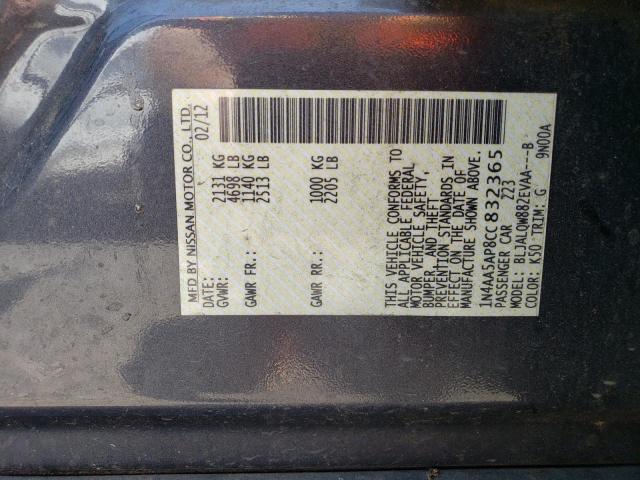 MFD BY NISSAN MOTOR CO., LTD.
DATE: 02/12
GVWR: 2131 KG
4698 LB
GAWR FR: 1140 KG
2513 LB
GAWR RR: 1000 KG
2205 LB
THIS VEHICLE CONFORMS TO
ALL APPLICABLE FEDERAL
MOTOR VEHICLE SAFETY,
BUMPER, AND THEFT
PREVENTION STANDARDS IN
EFFECT ON THE DATE OF
MANUFACTURE SHOWN ABOVE.
1N4AA5AP8CC832365
PASSENGER CAR Z23
MODEL: BLJALQW882EVAA---B
COLOR: K50 TRIM: G 9N00A